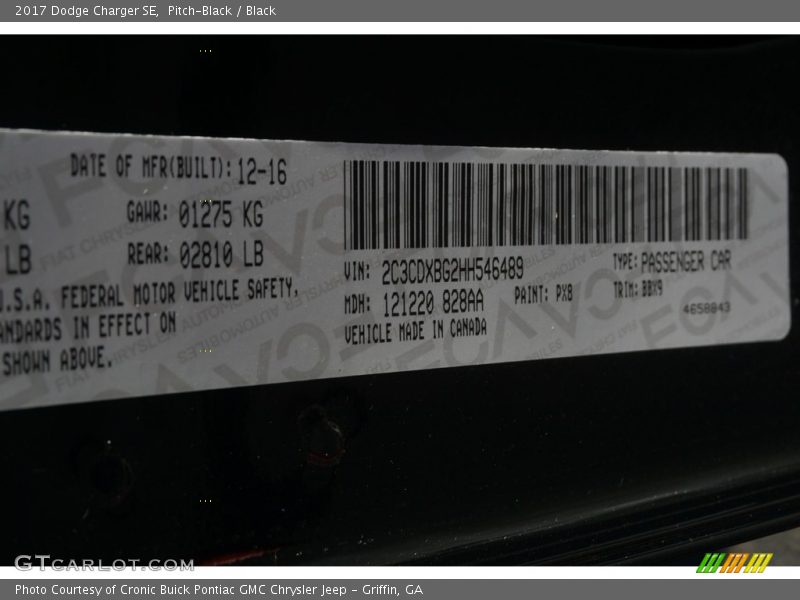 2017 Dodge Charger SE, Pitch-Black / Black
DATE OF MFR(BUILT): 12-16
KG GAWR: 01275 KG
LB REAR: 02810 LB
U.S.A. FEDERAL MOTOR VEHICLE SAFETY,
ANDARDS IN EFFECT ON
SHOWN ABOVE.
VIN: 2C3CDXBG2HH546489 TYPE: PASSENGER CAR
MDH: 121220 828AA PAINT: PX8 TRIM: BBX9
VEHICLE MADE IN CANADA 4658843
GTCARLOT.COM
Photo Courtesy of Cronic Buick Pontiac GMC Chrysler Jeep - Griffin, GA